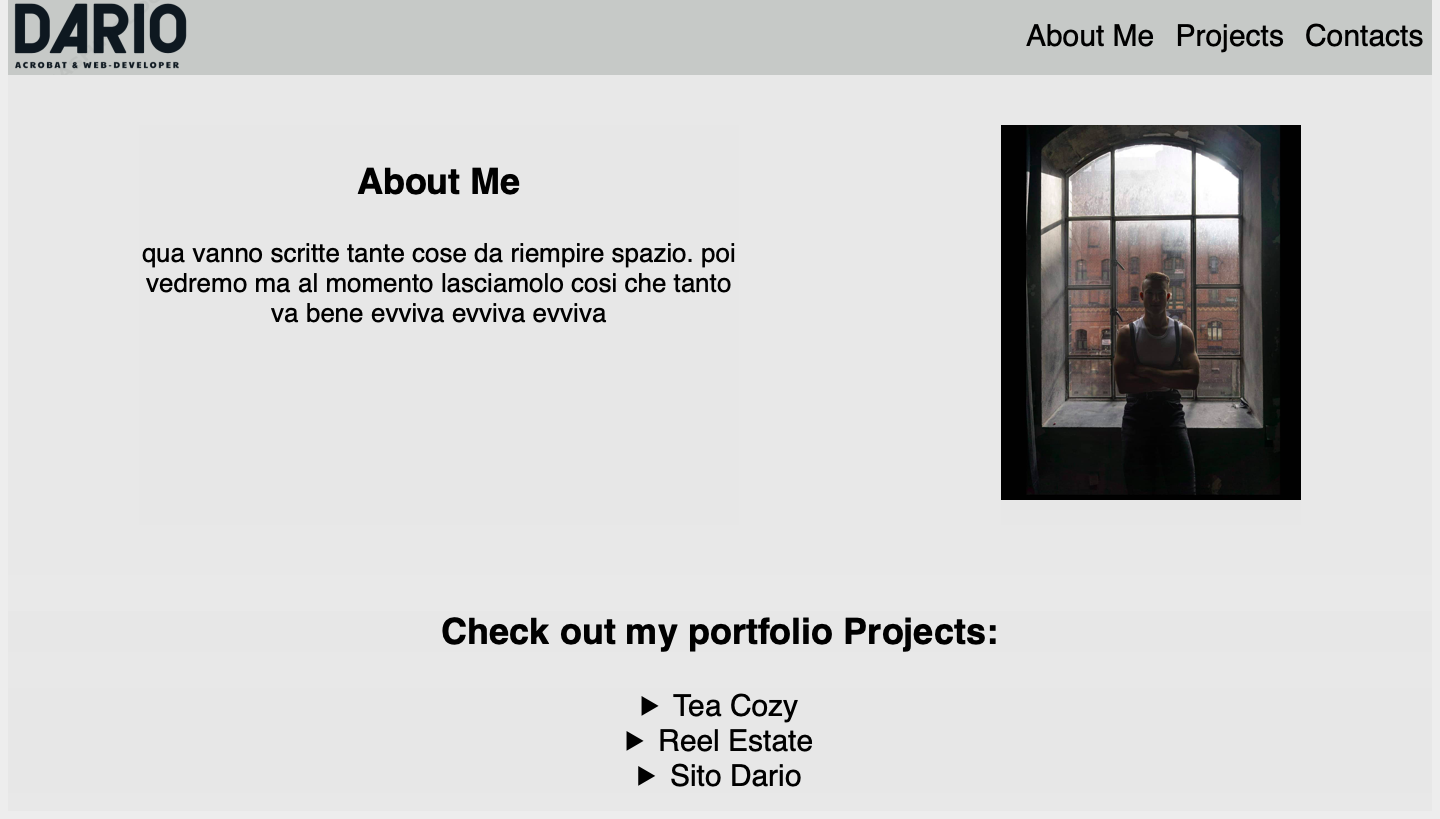 DARIO
ACROBAT & WEB-DEVELOPER
About Me Projects Contacts
About Me
qua vanno scritte tante cose da riempire spazio. poi
vedremo ma al momento lasciamolo cosi che tanto
va bene evviva evviva evviva
Check out my portfolio Projects:
Tea Cozy
Reel Estate
Sito Dario